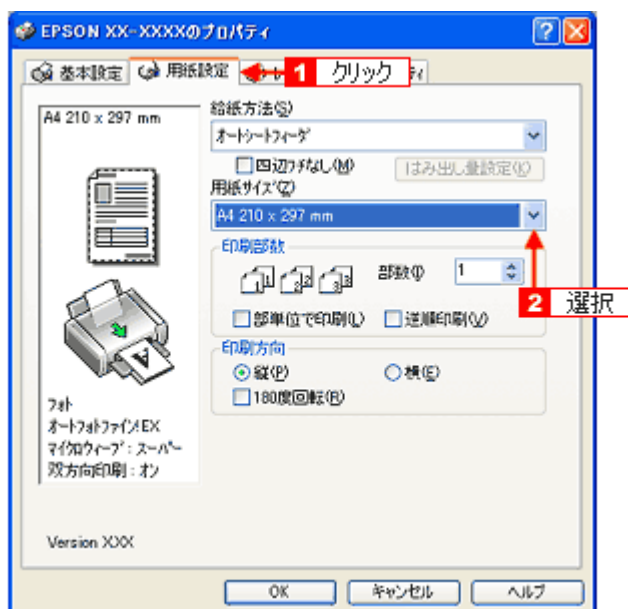 EPSON XX-XXXXのプロパティ
基本設定 用紙設定 1 クリック ティ
A4 210 x 297 mm
給紙方法(S)
オートシートフィーダ
四辺フチなし(M) はみ出し量設定(K)
用紙サイズ(Z)
A4 210 x 297 mm
印刷部数
部数(I) 1
2 選択
部単位で印刷(L) 逆順印刷(V)
印刷方向
縦(P) 横(E)
180度回転(R)
フォト
オートフォトファイン!EX
マイクロウィーブ：スーパー
双方向印刷：オン
Version XXX
OK キャンセル ヘルプ